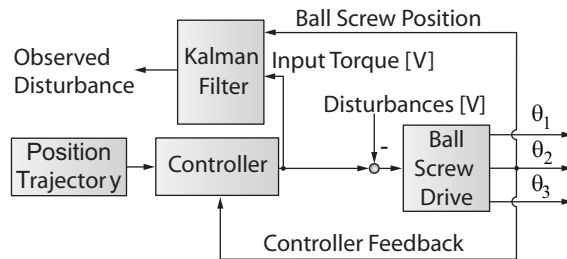 Ball Screw Position
Observed
Disturbance
Kalman
Filter
Input Torque [V]
Disturbances [V]
-
Position
Trajectory
Controller
Ball
Screw
Drive
θ1
θ2
θ3
Controller Feedback